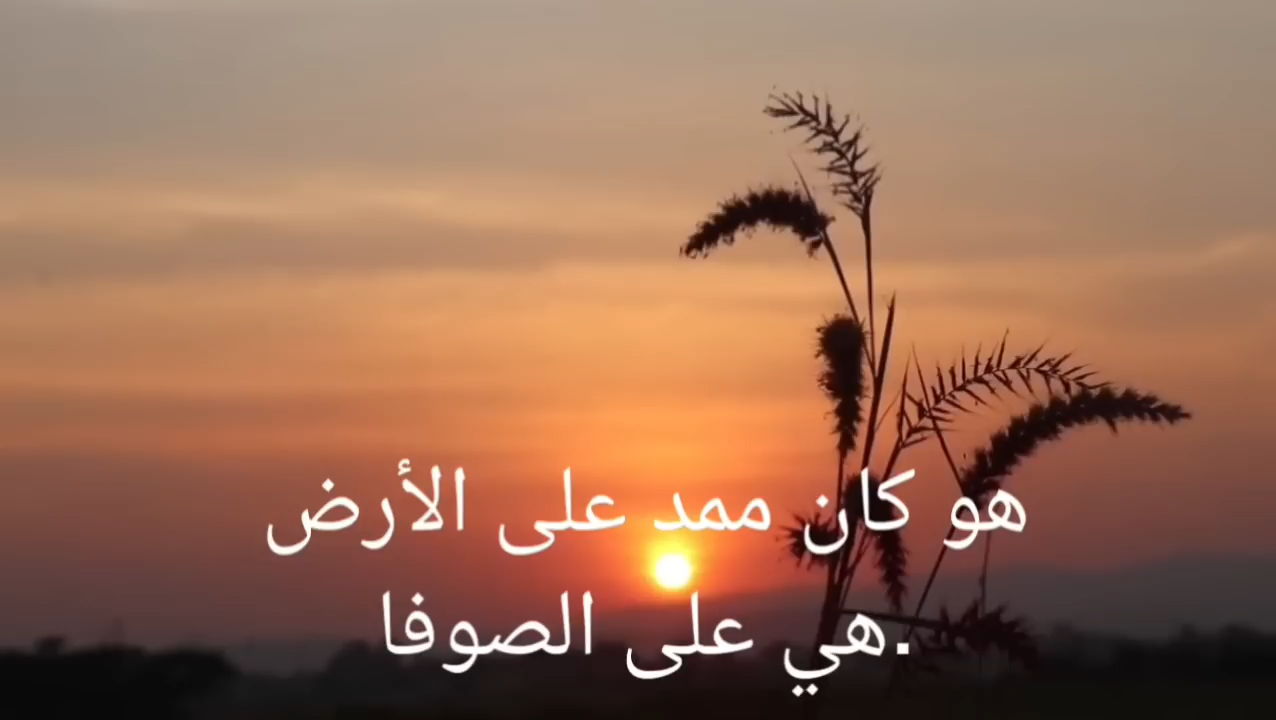 هو كان ممد على الأرض
.هي على الصوفا